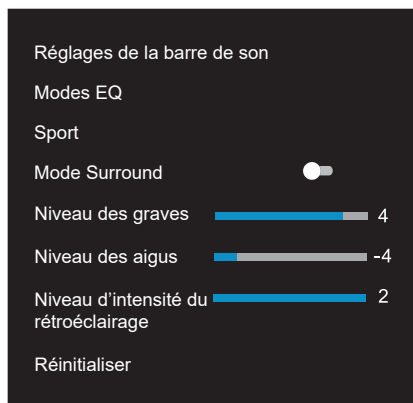 Réglages de la barre de son
Modes EQ
Sport
Mode Surround
Niveau des graves 4
Niveau des aigus -4
Niveau d’intensité du 2
rétroéclairage
Réinitialiser